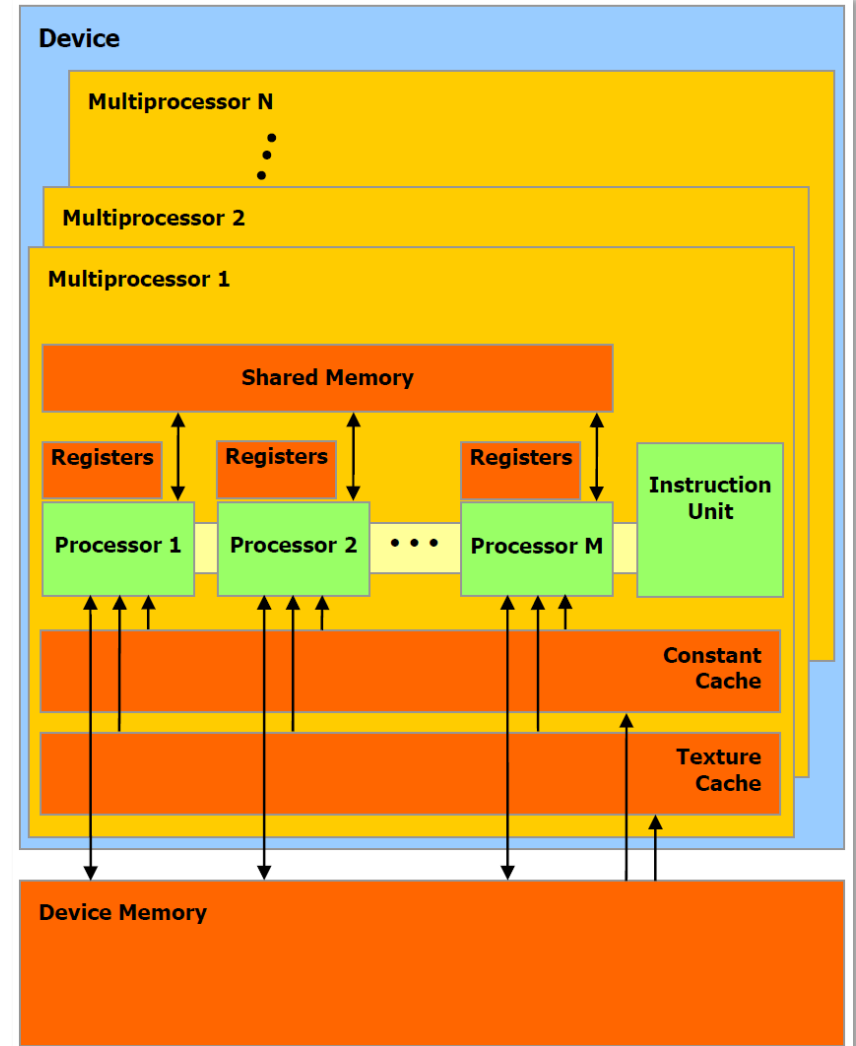 Device
Multiprocessor N
Multiprocessor 2
Multiprocessor 1
Shared Memory
Registers
Registers
Registers
Instruction
Unit
Processor 1
Processor 2
• • •
Processor M
Constant
Cache
Texture
Cache
Device Memory